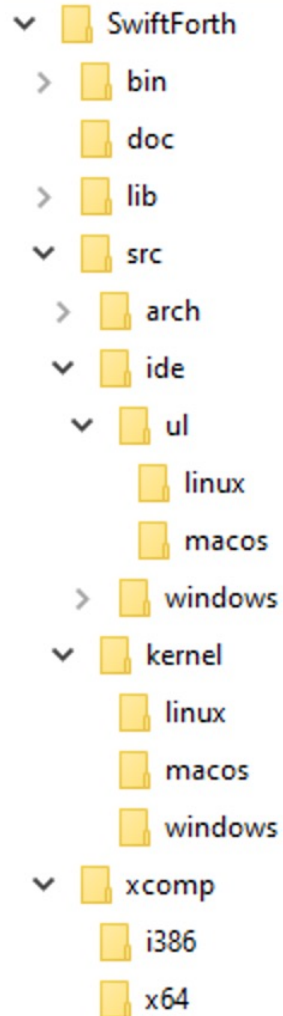 SwiftForth
bin
doc
lib
src
arch
ide
ul
linux
macos
windows
kernel
linux
macos
windows
xcomp
i386
x64